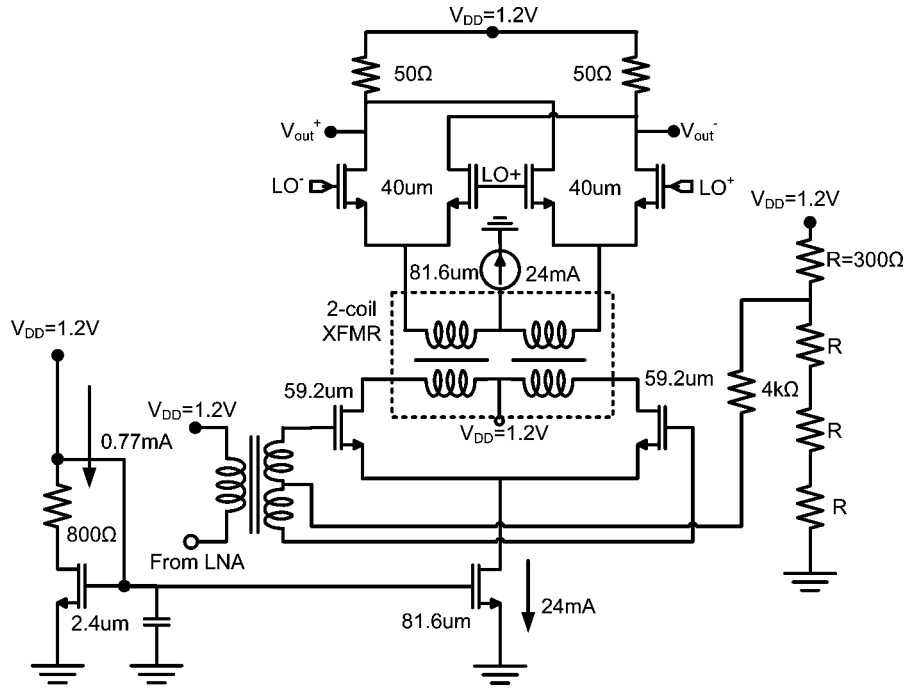 V_DD=1.2V
50Ω
50Ω
V_out^+
V_out^-
LO^-
40um
LO+
40um
LO^+
V_DD=1.2V
R=300Ω
81.6um
24mA
2-coil
XFMR
V_DD=1.2V
R
59.2um
59.2um
4kΩ
V_DD=1.2V
V_DD=1.2V
0.77mA
R
800Ω
R
From LNA
2.4um
81.6um
24mA